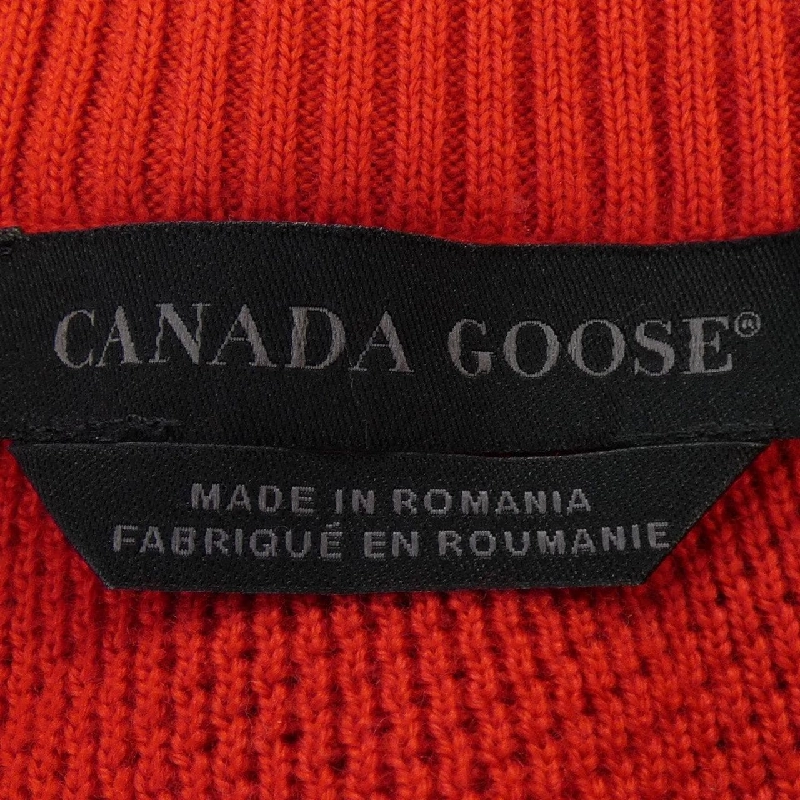 CANADA GOOSE®
MADE IN ROMANIA
FABRIQUÉ EN ROUMANIE